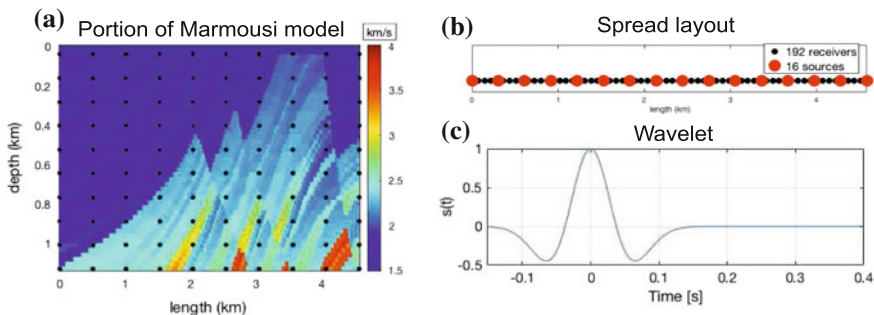 (a) Portion of Marmousi model
km/s
0
0.2
0.4
0.6
0.8
1
depth (km)
0 1 2 3 4
length (km)
4
3.5
3
2.5
2
1.5
(b) Spread layout
192 receivers
16 sources
0 1 2 3 4
length (km)
(c) Wavelet
1
0.5
0
-0.5
s(t)
-0.1 0 0.1 0.2 0.3 0.4
Time [s]